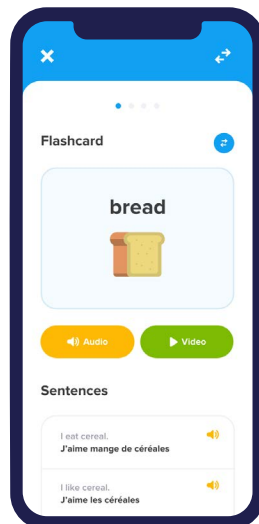 Flashcard
bread
Audio
Video
Sentences
I eat cereal.
J'aime mange de céréales
I like cereal.
J'aime les céréales